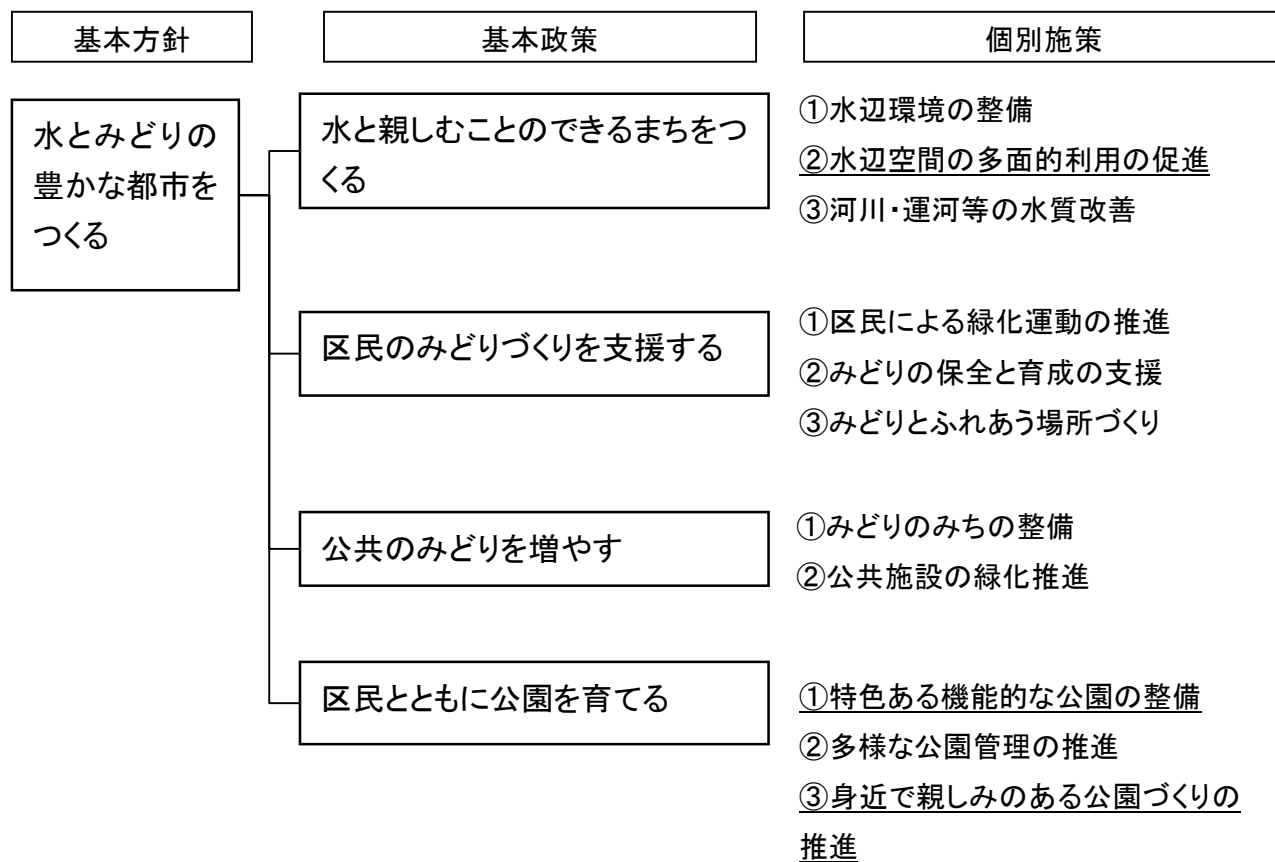 基本方針
基本政策
個別施策
水とみどりの
豊かな都市を
つくる
水と親しむことのできるまちをつ
くる
①水辺環境の整備
②水辺空間の多面的利用の促進
③河川・運河等の水質改善
区民のみどりづくりを支援する
①区民による緑化運動の推進
②みどりの保全と育成の支援
③みどりとふれあう場所づくり
公共のみどりを増やす
①みどりのみちの整備
②公共施設の緑化推進
区民とともに公園を育てる
①特色ある機能的な公園の整備
②多様な公園管理の推進
③身近で親しみのある公園づくりの
推進